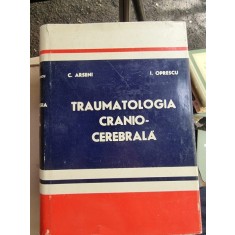 C. ARSENI I. OPRESCU
TRAUMATOLOGIA
CRANIO-
CEREBRALĂ